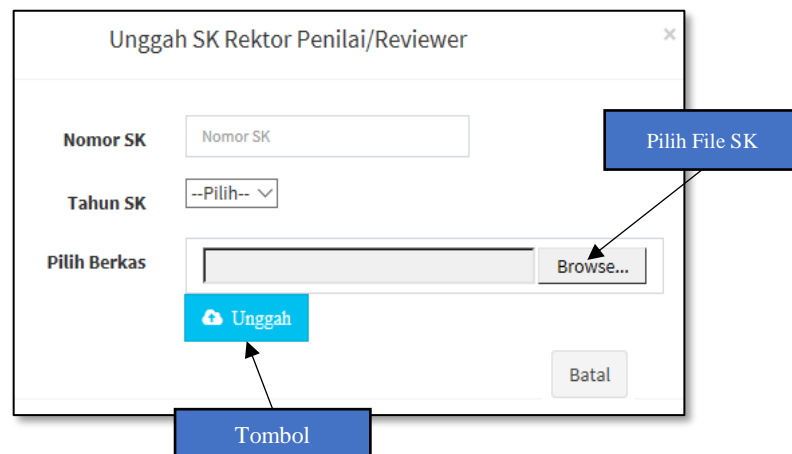 Unggah SK Rektor Penilai/Reviewer
×
Nomor SK
Nomor SK
Pilih File SK
Tahun SK
--Pilih--
Pilih Berkas
Browse...
Unggah
Batal
Tombol